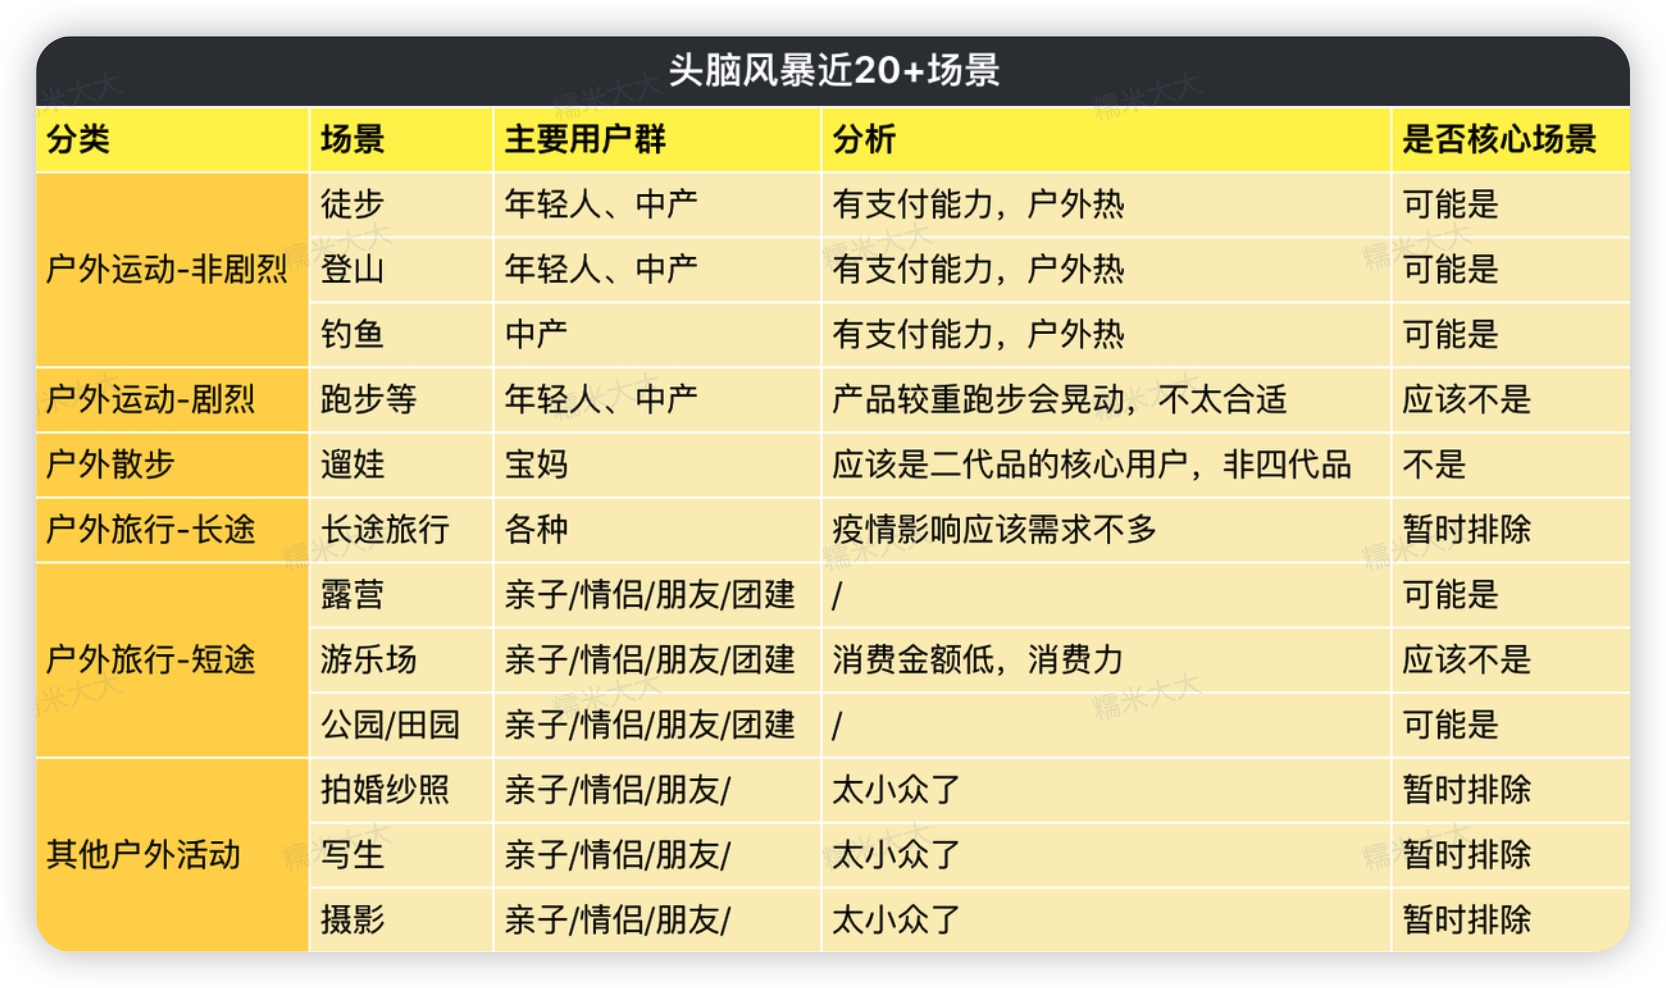 头脑风暴近20+场景
分类 场景 主要用户群 分析 是否核心场景
户外运动-非剧烈 徒步 年轻人、中产 有支付能力，户外热 可能是
登山 年轻人、中产 有支付能力，户外热 可能是
钓鱼 中产 有支付能力，户外热 可能是
户外运动-剧烈 跑步等 年轻人、中产 产品较重跑步会晃动，不太合适 应该不是
户外散步 遛娃 宝妈 应该是二代品的核心用户，非四代品 不是
户外旅行-长途 长途旅行 各种 疫情影响应该需求不多 暂时排除
户外旅行-短途 露营 亲子/情侣/朋友/团建 / 可能是
游乐场 亲子/情侣/朋友/团建 消费金额低，消费力 应该不是
公园/田园 亲子/情侣/朋友/团建 / 可能是
其他户外活动 拍婚纱照 亲子/情侣/朋友/ 太小众了 暂时排除
写生 亲子/情侣/朋友/ 太小众了 暂时排除
摄影 亲子/情侣/朋友/ 太小众了 暂时排除
糯米大大